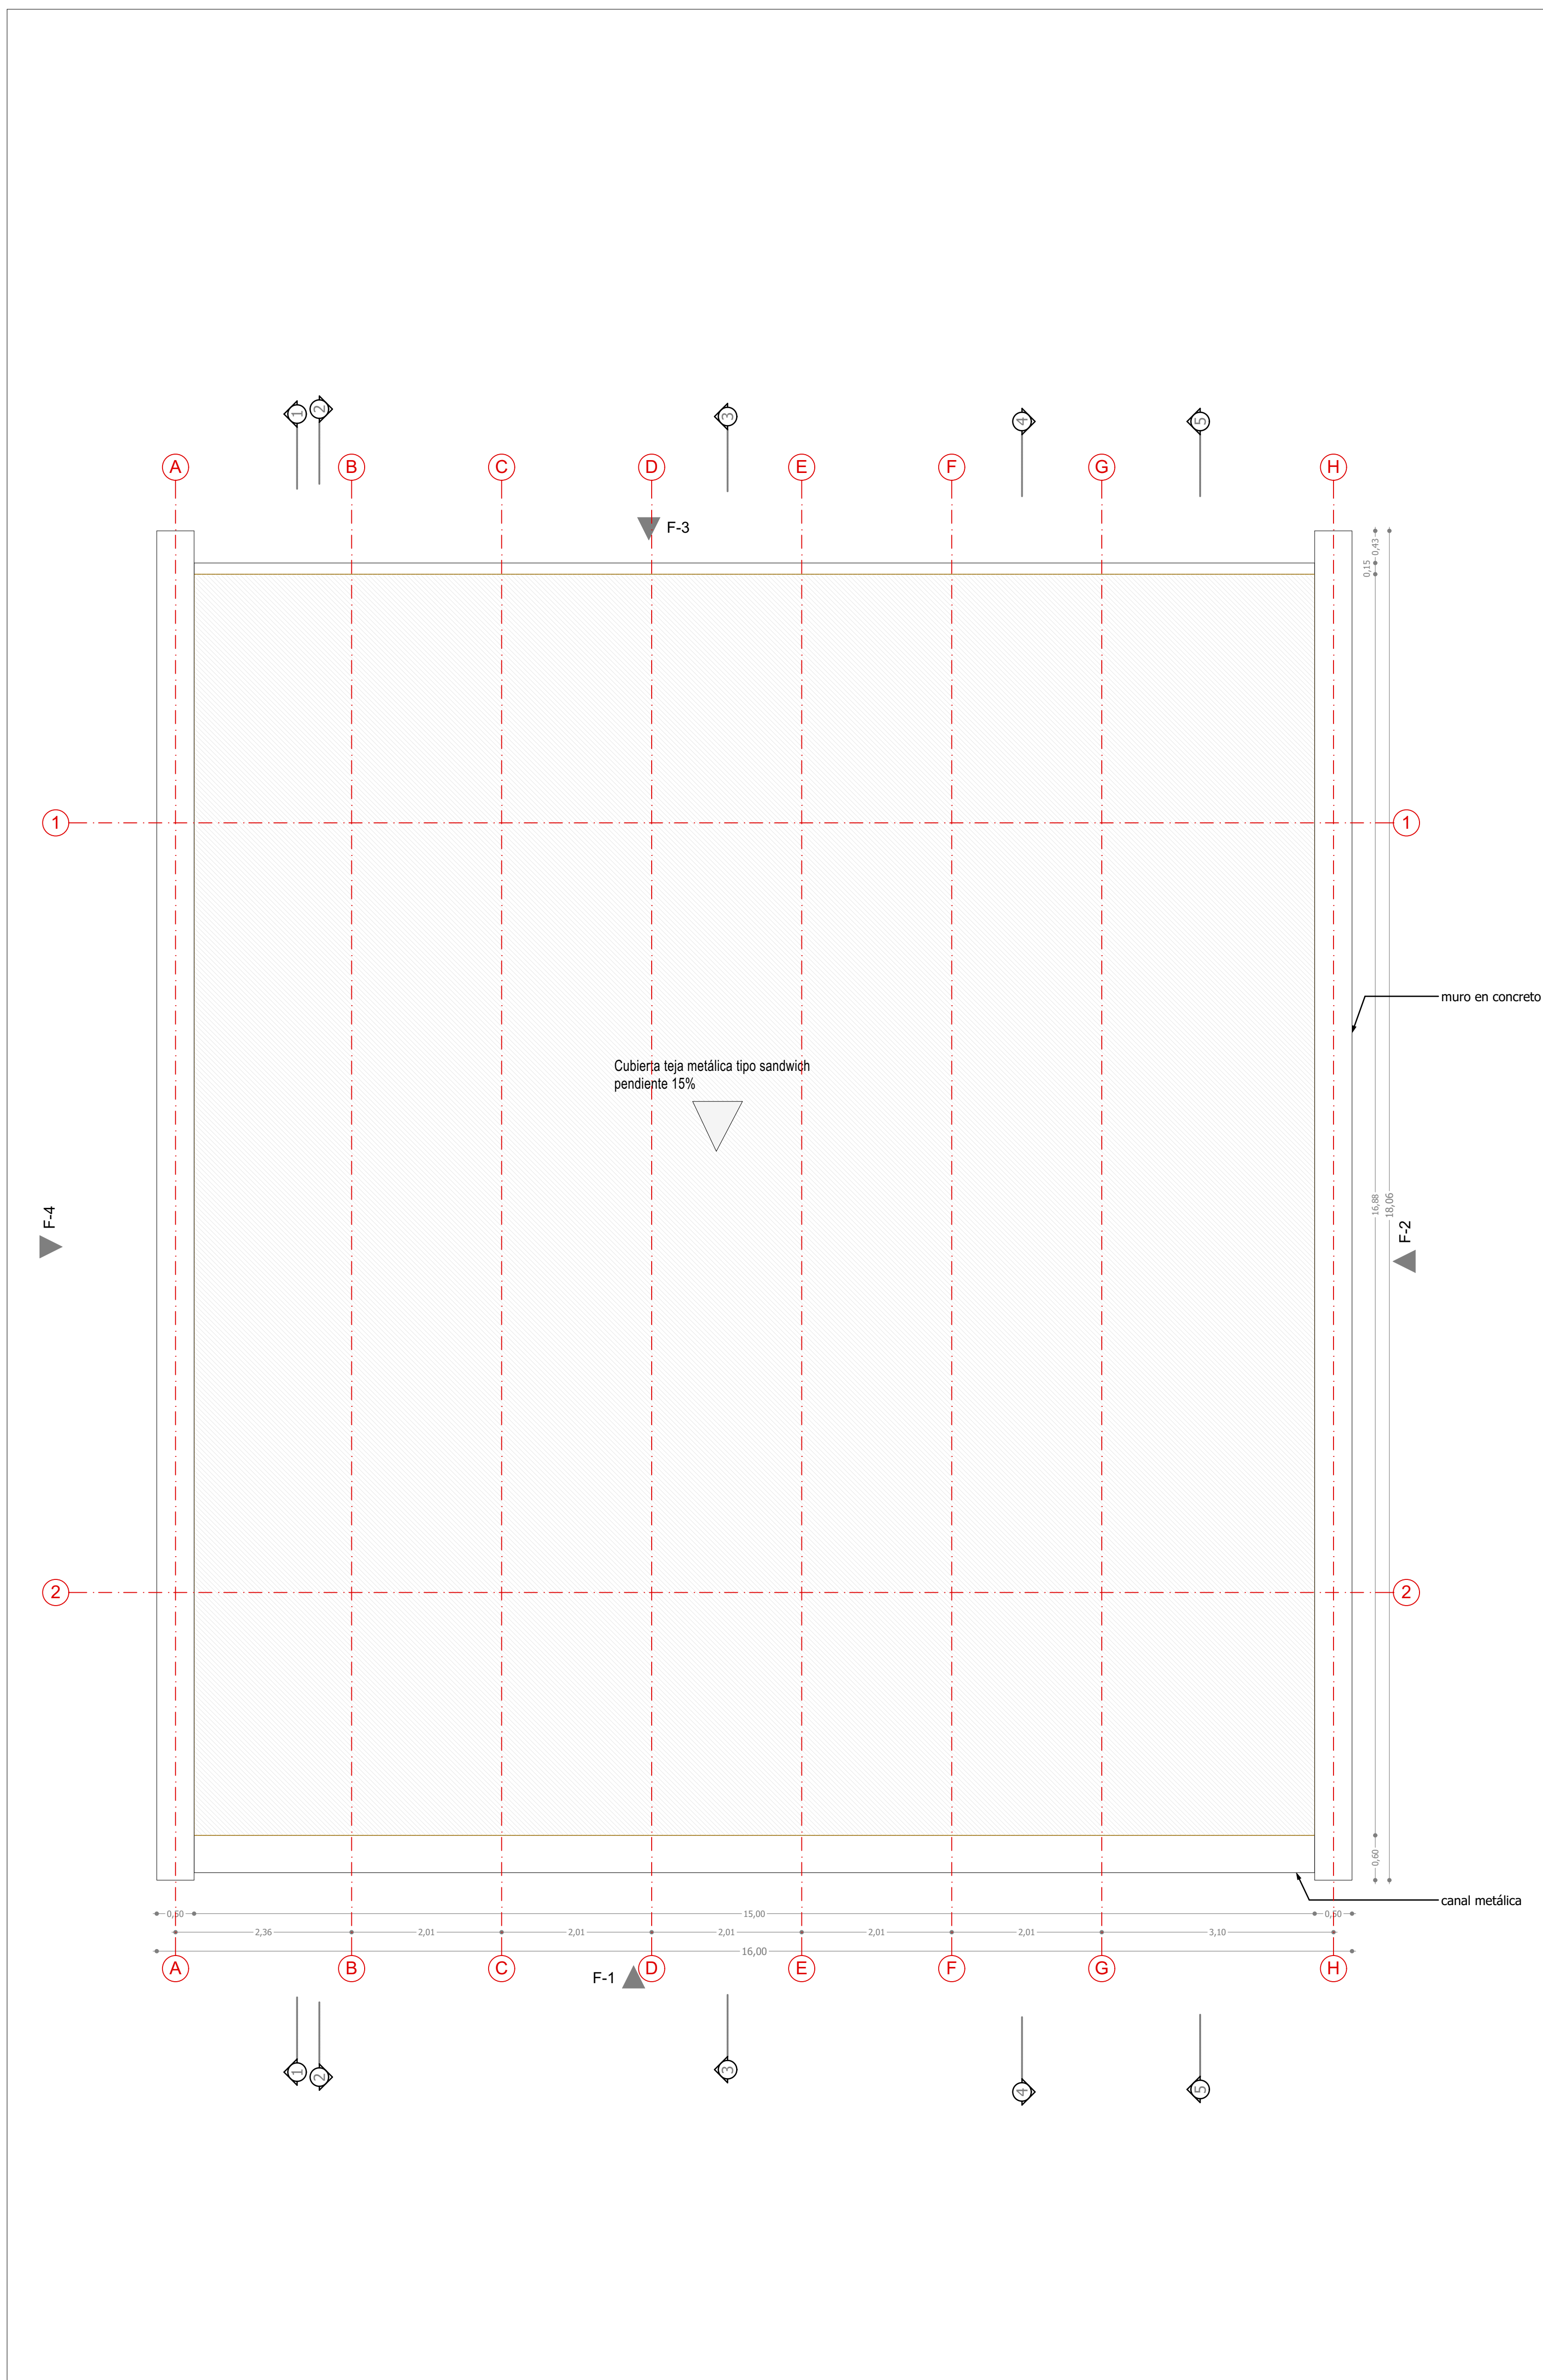 1
2
3
4
5
A
B
C
D
E
F
G
H
F-3
0,43
0,15
1
1
muro en concreto
Cubierta teja metálica tipo sandwich
pendiente 15%
16,88
18,06
F-4
F-2
2
2
0,60
canal metálica
0,50
15,00
0,50
2,36
2,01
2,01
2,01
2,01
2,01
3,10
16,00
A
B
C
F-1
D
E
F
G
H
1
2
3
4
5